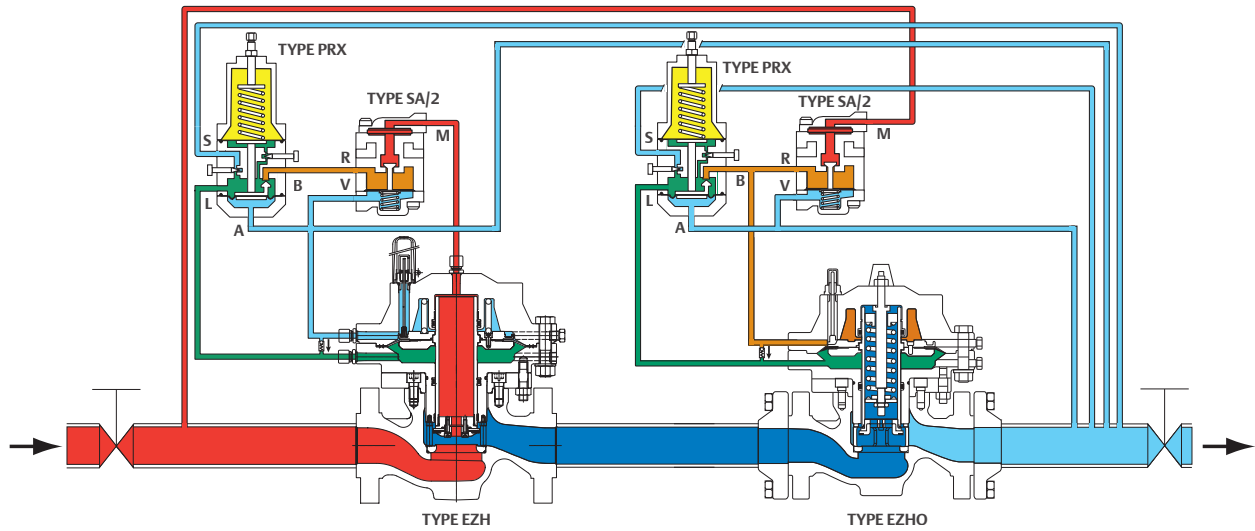 TYPE PRX
TYPE PRX
TYPE SA/2
TYPE SA/2
M
M
S
S
R
R
B
B
V
V
L
L
A
A
TYPE EZH
TYPE EZHO